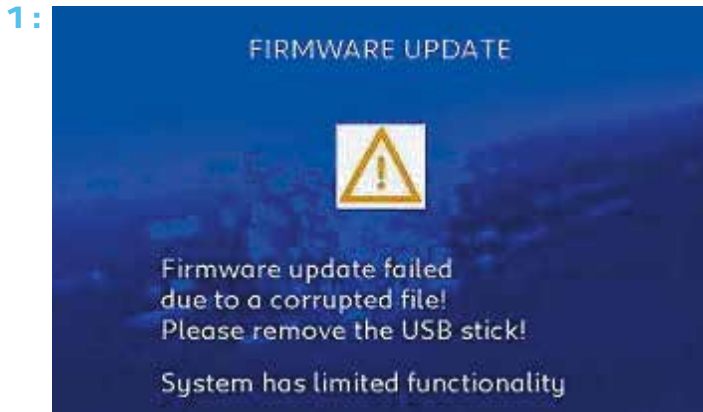 1:
FIRMWARE UPDATE
Firmware update failed
due to a corrupted file!
Please remove the USB stick!
System has limited functionality